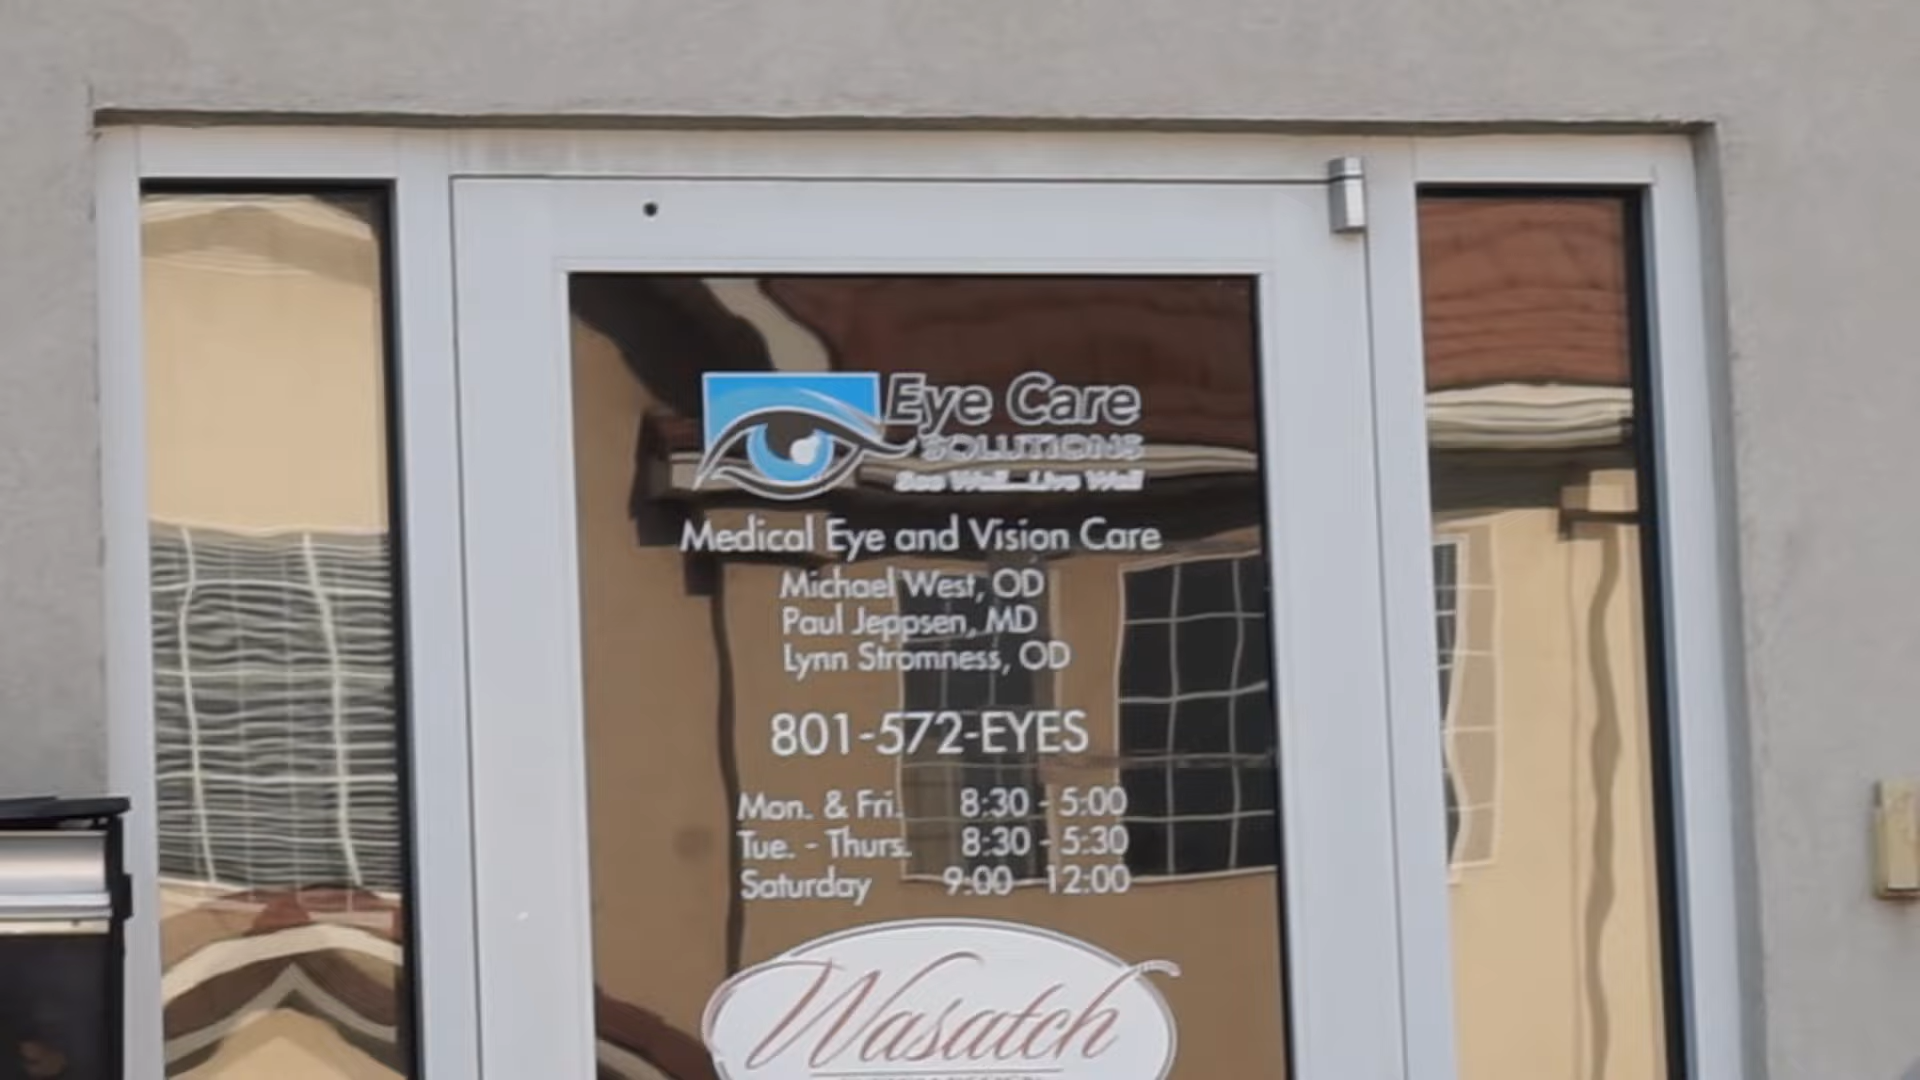 Eye Care
SOLUTIONS
See Well...Live Well
Medical Eye and Vision Care
Michael West, OD
Paul Jeppsen, MD
Lynn Stromness, OD
801-572-EYES
Mon. & Fri. 8:30 - 5:00
Tue. - Thurs. 8:30 - 5:30
Saturday 9:00 - 12:00
Wasatch